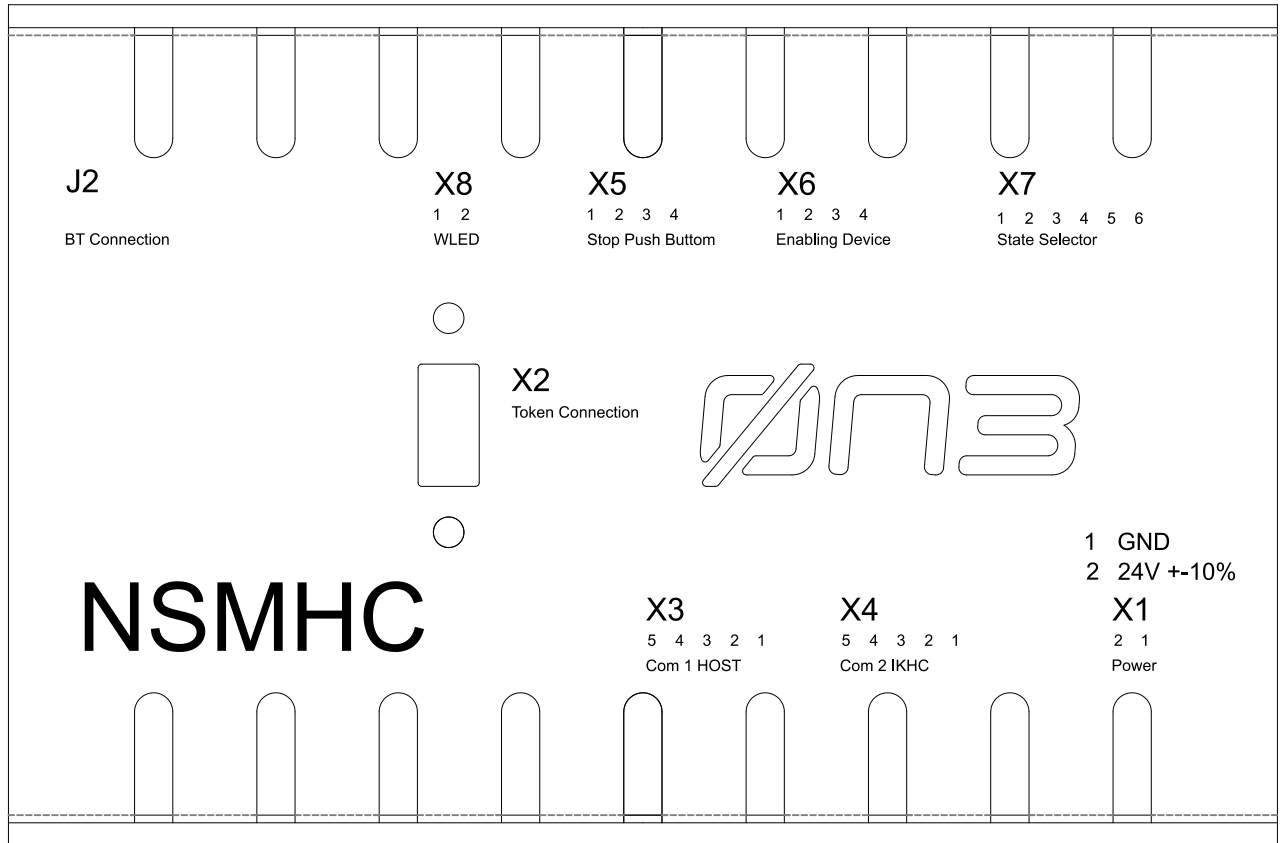 J2
BT Connection
X8
1 2
WLED
X5
1 2 3 4
Stop Push Buttom
X6
1 2 3 4
Enabling Device
X7
1 2 3 4 5 6
State Selector
X2
Token Connection
ØN3
NSMHC
X3
5 4 3 2 1
Com 1 HOST
X4
5 4 3 2 1
Com 2 IKHC
1 GND
2 24V +-10%
X1
2 1
Power